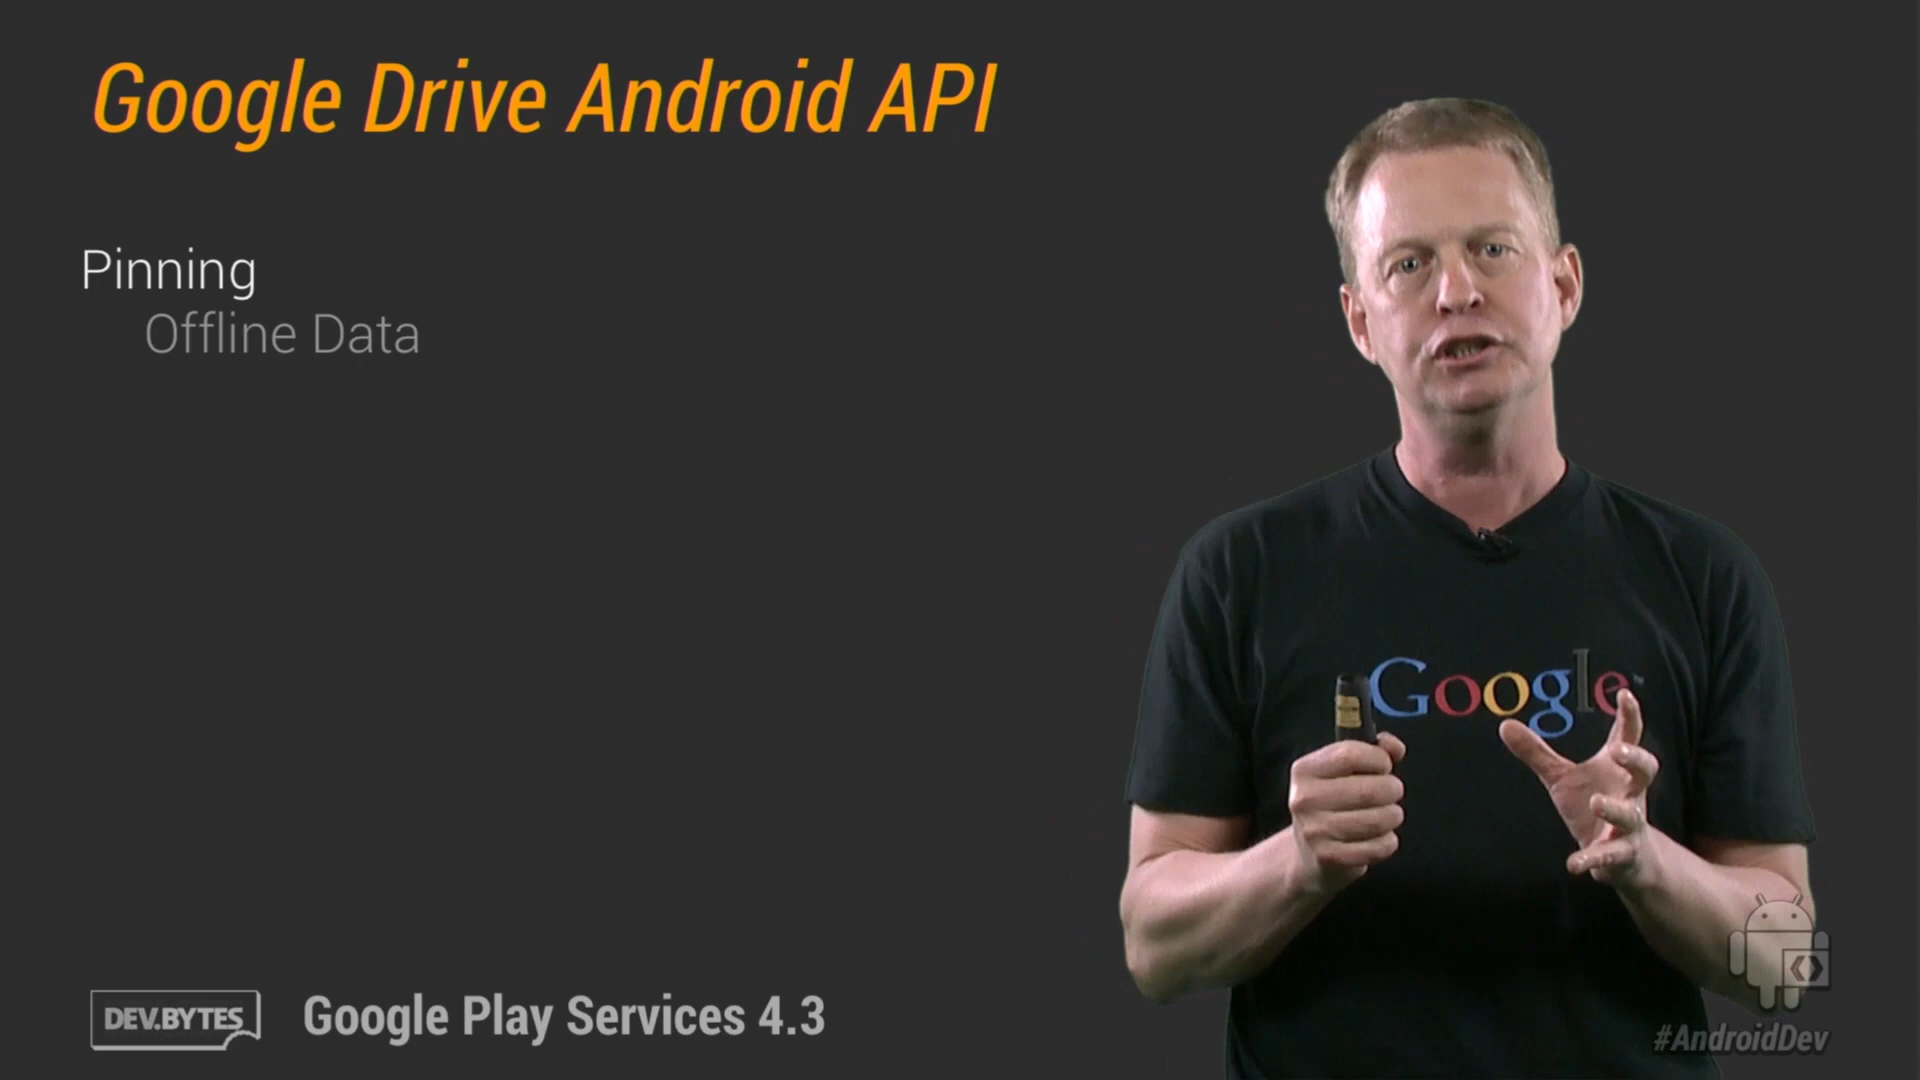 Google Drive Android API
Pinning
Offline Data
Google
DEV.BYTES
Google Play Services 4.3
#AndroidDev